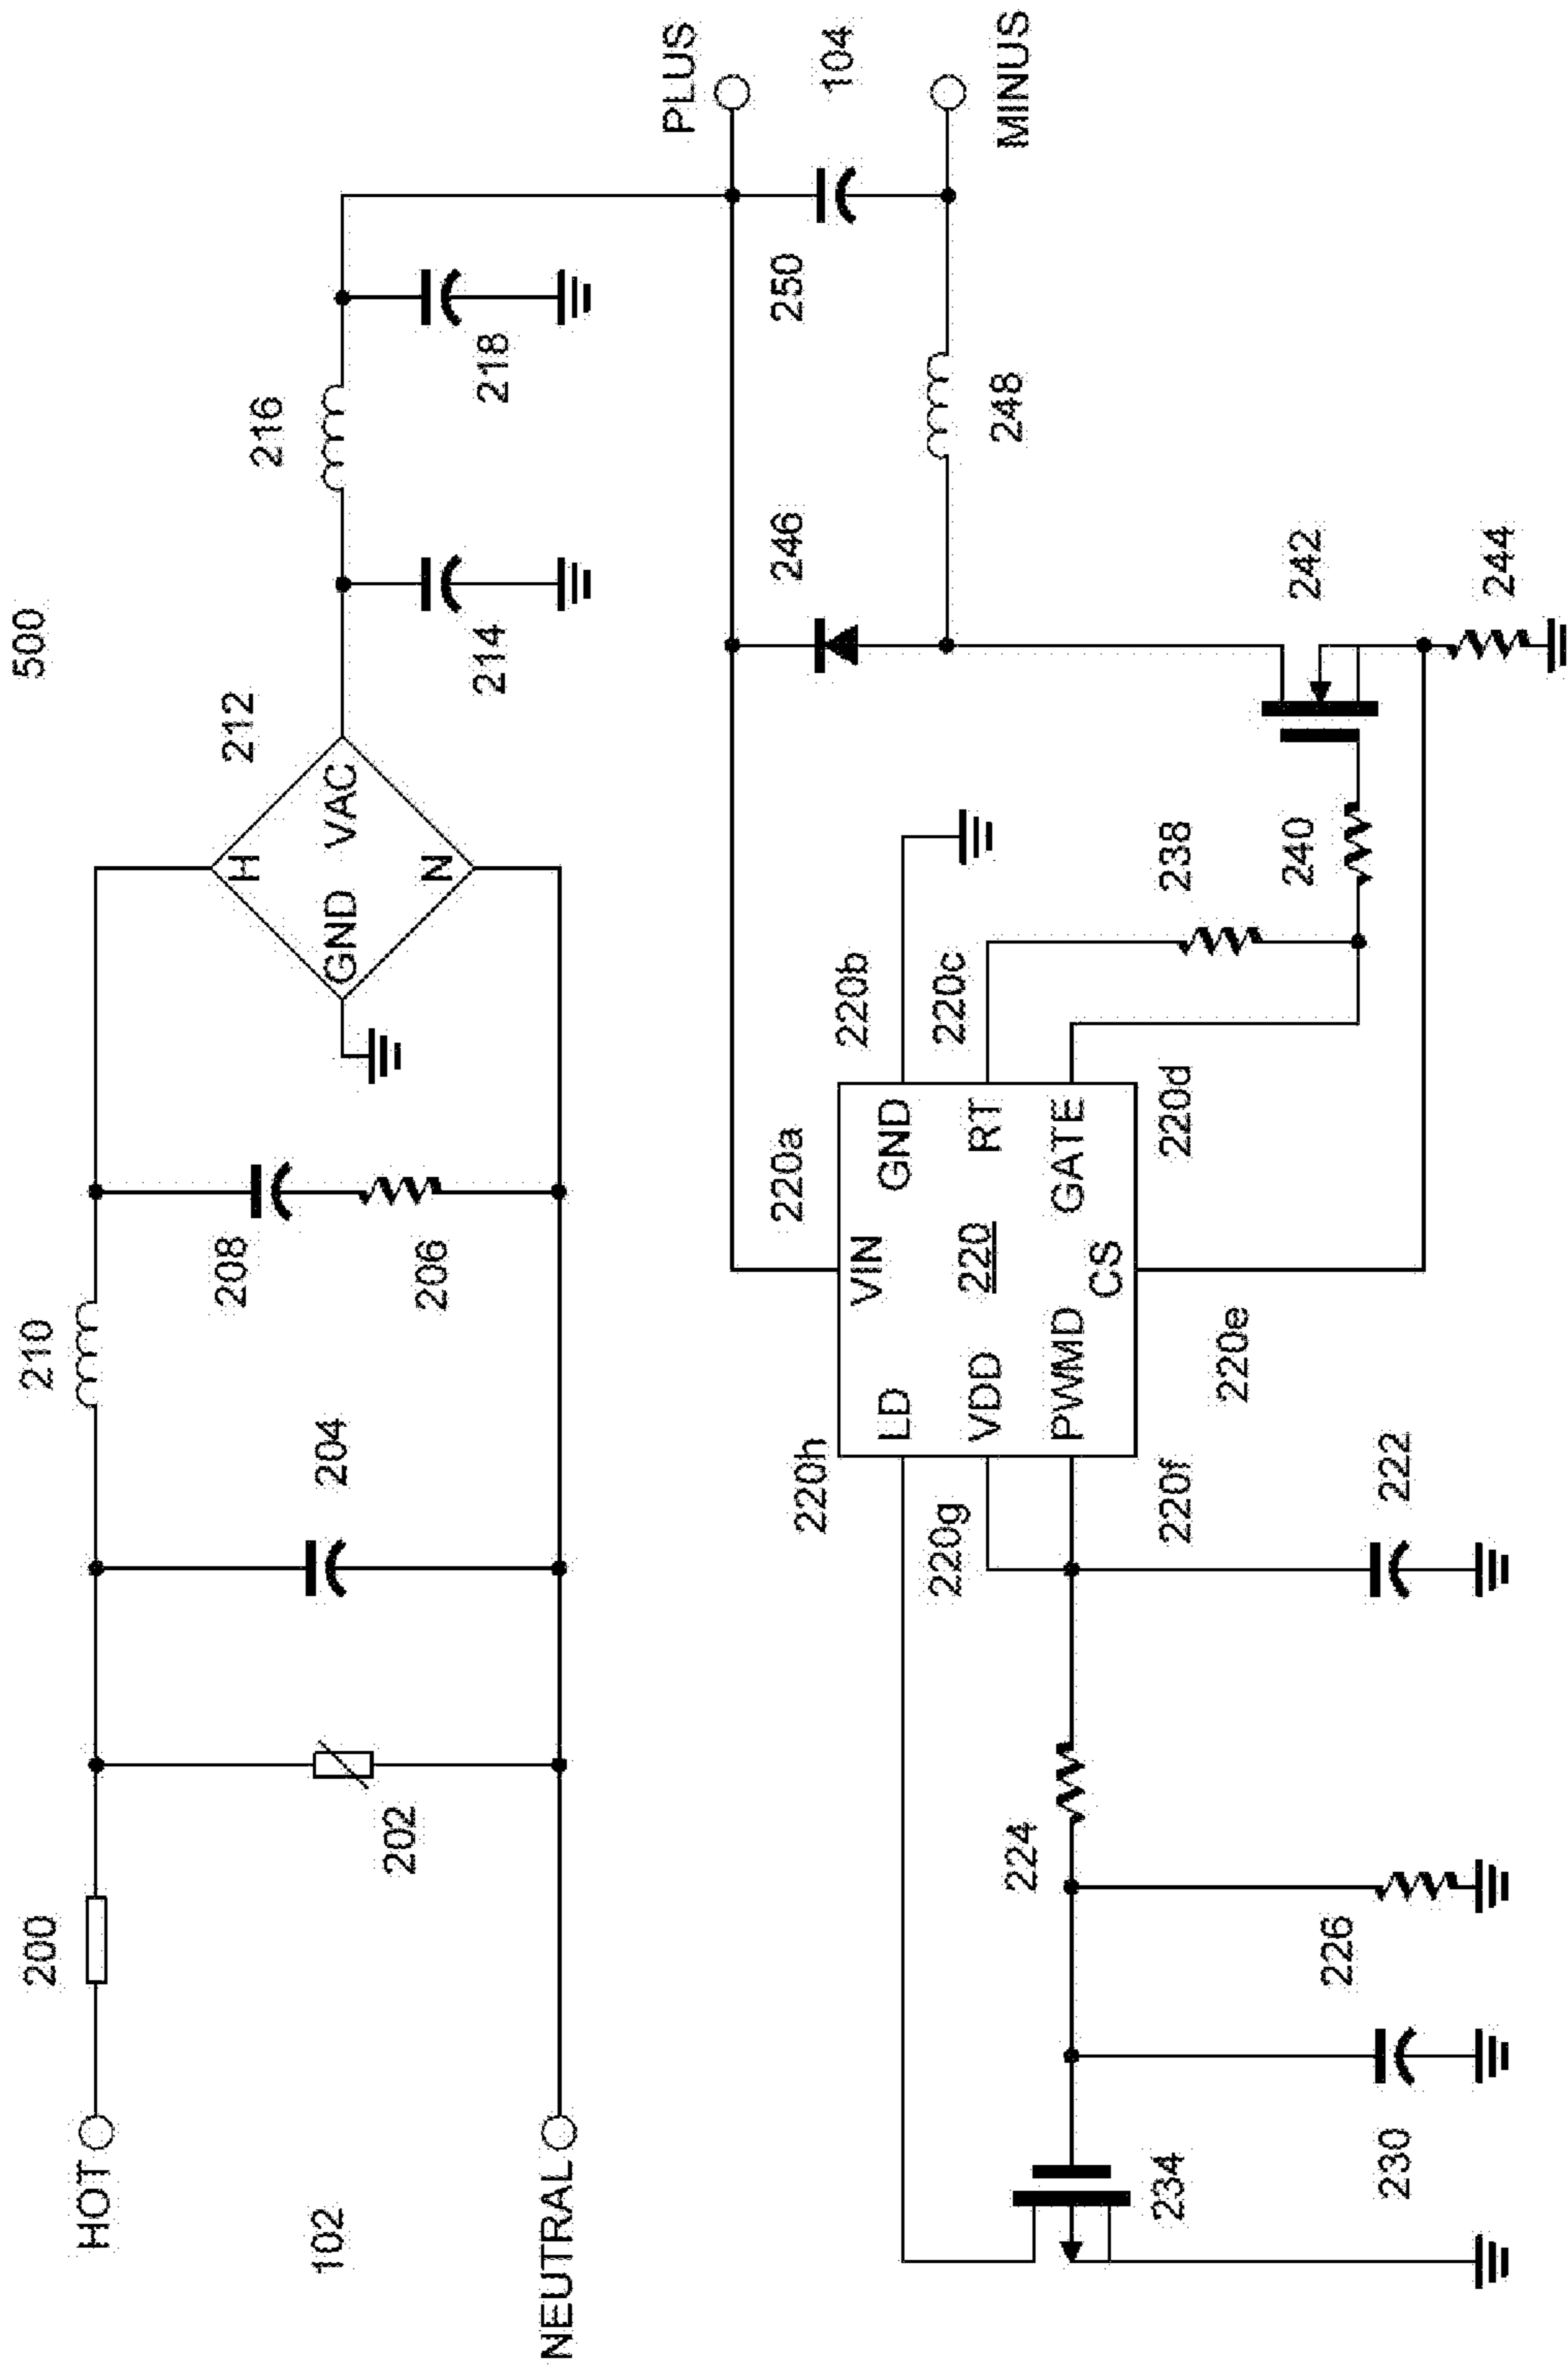 500
HOT
102
NEUTRAL
200
202
204
210
208
206
212
H
GND VAC
N
214
216
218
PLUS
104
MINUS
250
246
248
242
244
240
238
220a
220b
220c
220d
220e
220f
220g
220h
VIN
LD
GND
VDD
220
RT
PWMD
GATE
CS
222
224
226
230
234